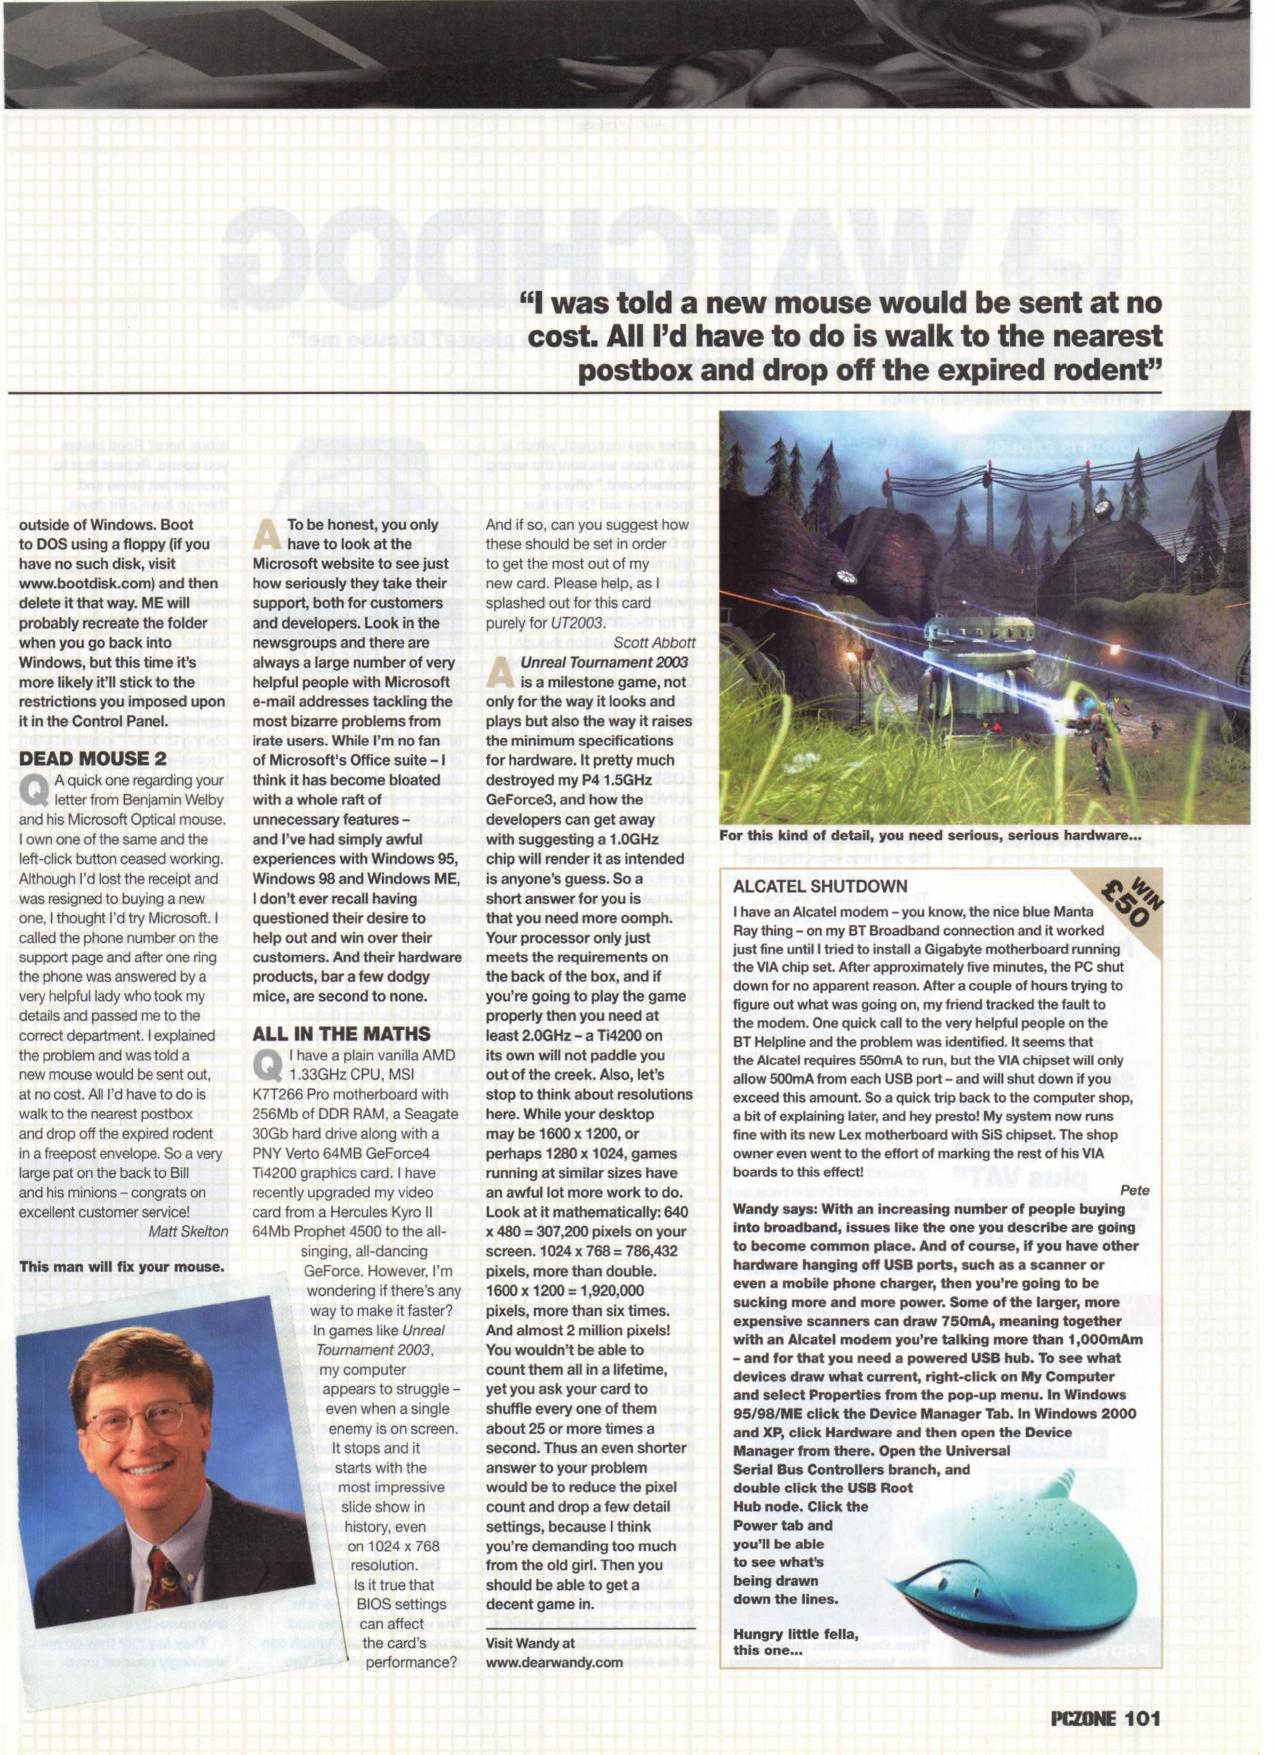 “I was told a new mouse would be sent at no
cost. All I’d have to do is walk to the nearest
postbox and drop off the expired rodent”
outside of Windows. Boot
to DOS using a floppy (if you
have no such disk, visit
www.bootdisk.com) and then
delete it that way. ME will
probably recreate the folder
when you go back into
Windows, but this time it’s
more likely it’ll stick to the
restrictions you imposed upon
it in the Control Panel.
DEAD MOUSE 2
Q A quick one regarding your
letter from Benjamin Welby
and his Microsoft Optical mouse.
I own one of the same and the
left-click button ceased working.
Although I’d lost the receipt and
was resigned to buying a new
one, I thought I’d try Microsoft. I
called the phone number on the
support page and after one ring
the phone was answered by a
very helpful lady who took my
details and passed me to the
correct department. I explained
the problem and was told a
new mouse would be sent out,
at no cost. All I’d have to do is
walk to the nearest postbox
and drop off the expired rodent
in a freepost envelope. So a very
large pat on the back to Bill
and his minions – congrats on
excellent customer service!
Matt Skelton
This man will fix your mouse.
A To be honest, you only
have to look at the
Microsoft website to see just
how seriously they take their
support, both for customers
and developers. Look in the
newsgroups and there are
always a large number of very
helpful people with Microsoft
e-mail addresses tackling the
most bizarre problems from
irate users. While I’m no fan
of Microsoft's Office suite – I
think it has become bloated
with a whole raft of
unnecessary features –
and I’ve had simply awful
experiences with Windows 95,
Windows 98 and Windows ME,
I don’t ever recall having
questioned their desire to
help out and win over their
customers. And their hardware
products, bar a few dodgy
mice, are second to none.
ALL IN THE MATHS
Q I have a plain vanilla AMD
1.33GHz CPU, MSI
K7T266 Pro motherboard with
256Mb of DDR RAM, a Seagate
30Gb hard drive along with a
PNY Verto 64MB GeForce4
Ti4200 graphics card. I have
recently upgraded my video
card from a Hercules Kyro II
64Mb Prophet 4500 to the all-
singing, all-dancing
GeForce. However, I’m
wondering if there’s any
way to make it faster?
In games like Unreal
Tournament 2003,
my computer
appears to struggle –
even when a single
enemy is on screen.
It stops and it
starts with the
most impressive
slide show in
history, even
on 1024 x 768
resolution.
Is it true that
BIOS settings
can affect
the card’s
performance?
And if so, can you suggest how
these should be set in order
to get the most out of my
new card. Please help, as I
splashed out for this card
purely for UT2003.
Scott Abbott
A Unreal Tournament 2003
is a milestone game, not
only for the way it looks and
plays but also the way it raises
the minimum specifications
for hardware. It pretty much
destroyed my P4 1.5GHz
GeForce3, and how the
developers can get away
with suggesting a 1.0GHz
chip will render it as intended
is anyone’s guess. So a
short answer for you is
that you need more oomph.
Your processor only just
meets the requirements on
the back of the box, and if
you’re going to play the game
properly then you need at
least 2.0GHz – a Ti4200 on
its own will not paddle you
out of the creek. Also, let’s
stop to think about resolutions
here. While your desktop
may be 1600 x 1200, or
perhaps 1280 x 1024, games
running at similar sizes have
an awful lot more work to do.
Look at it mathematically: 640
x 480 = 307,200 pixels on your
screen. 1024 x 768 = 786,432
pixels, more than double.
1600 x 1200 = 1,920,000
pixels, more than six times.
And almost 2 million pixels!
You wouldn’t be able to
count them all in a lifetime,
yet you ask your card to
shuffle every one of them
about 25 or more times a
second. Thus an even shorter
answer to your problem
would be to reduce the pixel
count and drop a few detail
settings, because I think
you’re demanding too much
from the old girl. Then you
should be able to get a
decent game in.
Visit Wandy at
www.dearwandy.com
For this kind of detail, you need serious, serious hardware...
WIN
£50
ALCATEL SHUTDOWN
I have an Alcatel modem – you know, the nice blue Manta
Ray thing – on my BT Broadband connection and it worked
just fine until I tried to install a Gigabyte motherboard running
the VIA chip set. After approximately five minutes, the PC shut
down for no apparent reason. After a couple of hours trying to
figure out what was going on, my friend tracked the fault to
the modem. One quick call to the very helpful people on the
BT Helpline and the problem was identified. It seems that
the Alcatel requires 550mA to run, but the VIA chipset will only
allow 500mA from each USB port – and will shut down if you
exceed this amount. So a quick trip back to the computer shop,
a bit of explaining later, and hey presto! My system now runs
fine with its new Lex motherboard with SiS chipset. The shop
owner even went to the effort of marking the rest of his VIA
boards to this effect!
Pete
Wandy says: With an increasing number of people buying
into broadband, issues like the one you describe are going
to become common place. And of course, if you have other
hardware hanging off USB ports, such as a scanner or
even a mobile phone charger, then you’re going to be
sucking more and more power. Some of the larger, more
expensive scanners can draw 750mA, meaning together
with an Alcatel modem you’re talking more than 1,000mAm
– and for that you need a powered USB hub. To see what
devices draw what current, right-click on My Computer
and select Properties from the pop-up menu. In Windows
95/98/ME click the Device Manager Tab. In Windows 2000
and XP, click Hardware and then open the Device
Manager from there. Open the Universal
Serial Bus Controllers branch, and
double click the USB Root
Hub node. Click the
Power tab and
you’ll be able
to see what’s
being drawn
down the lines.
Hungry little fella,
this one...
PCZONE 101